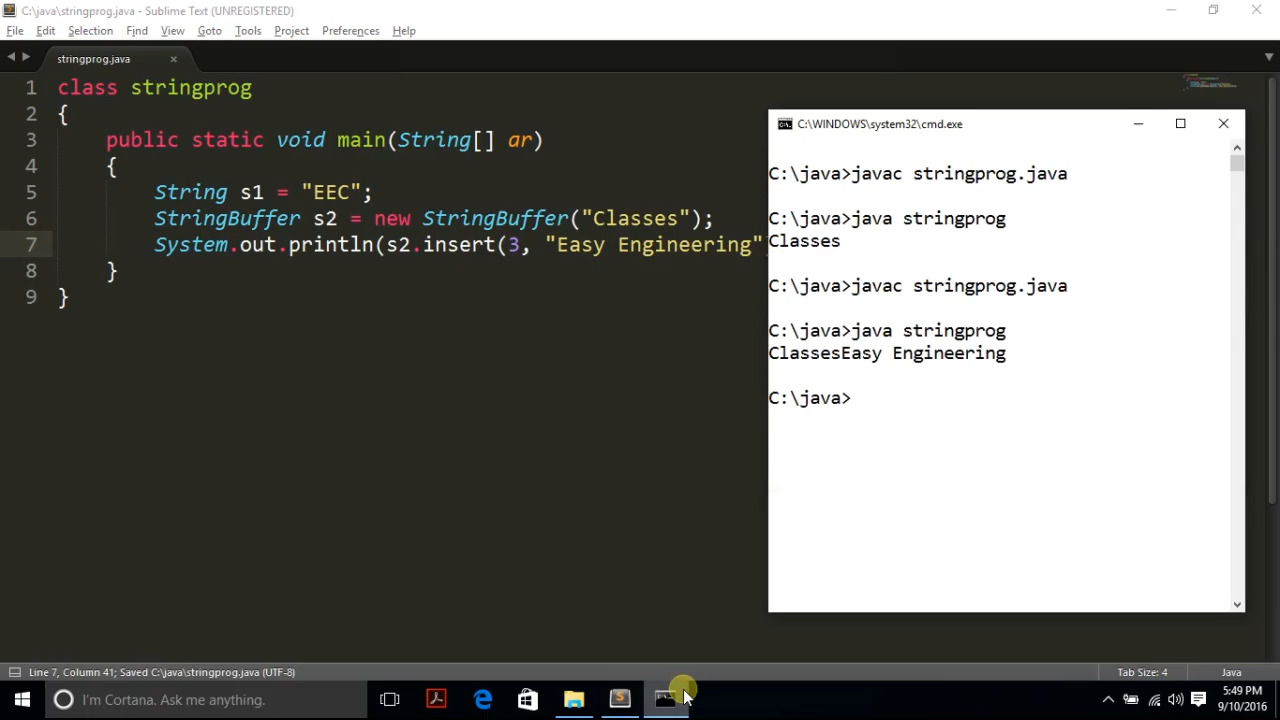 C:\java\stringprog.java - Sublime Text (UNREGISTERED)
File Edit Selection Find View Goto Tools Project Preferences Help
stringprog.java ×
1 class stringprog
2 {
3 public static void main(String[] ar)
4 {
5 String s1 = "EEC";
6 StringBuffer s2 = new StringBuffer("Classes");
7 System.out.println(s2.insert(3, "Easy Engineering"
8 }
9 }
C:\WINDOWS\system32\cmd.exe
C:\java>javac stringprog.java
C:\java>java stringprog
Classes
C:\java>javac stringprog.java
C:\java>java stringprog
ClassesEasy Engineering
C:\java>
Line 7, Column 41; Saved C:\java\stringprog.java (UTF-8)
Tab Size: 4
Java
I'm Cortana. Ask me anything.
5:49 PM
9/10/2016